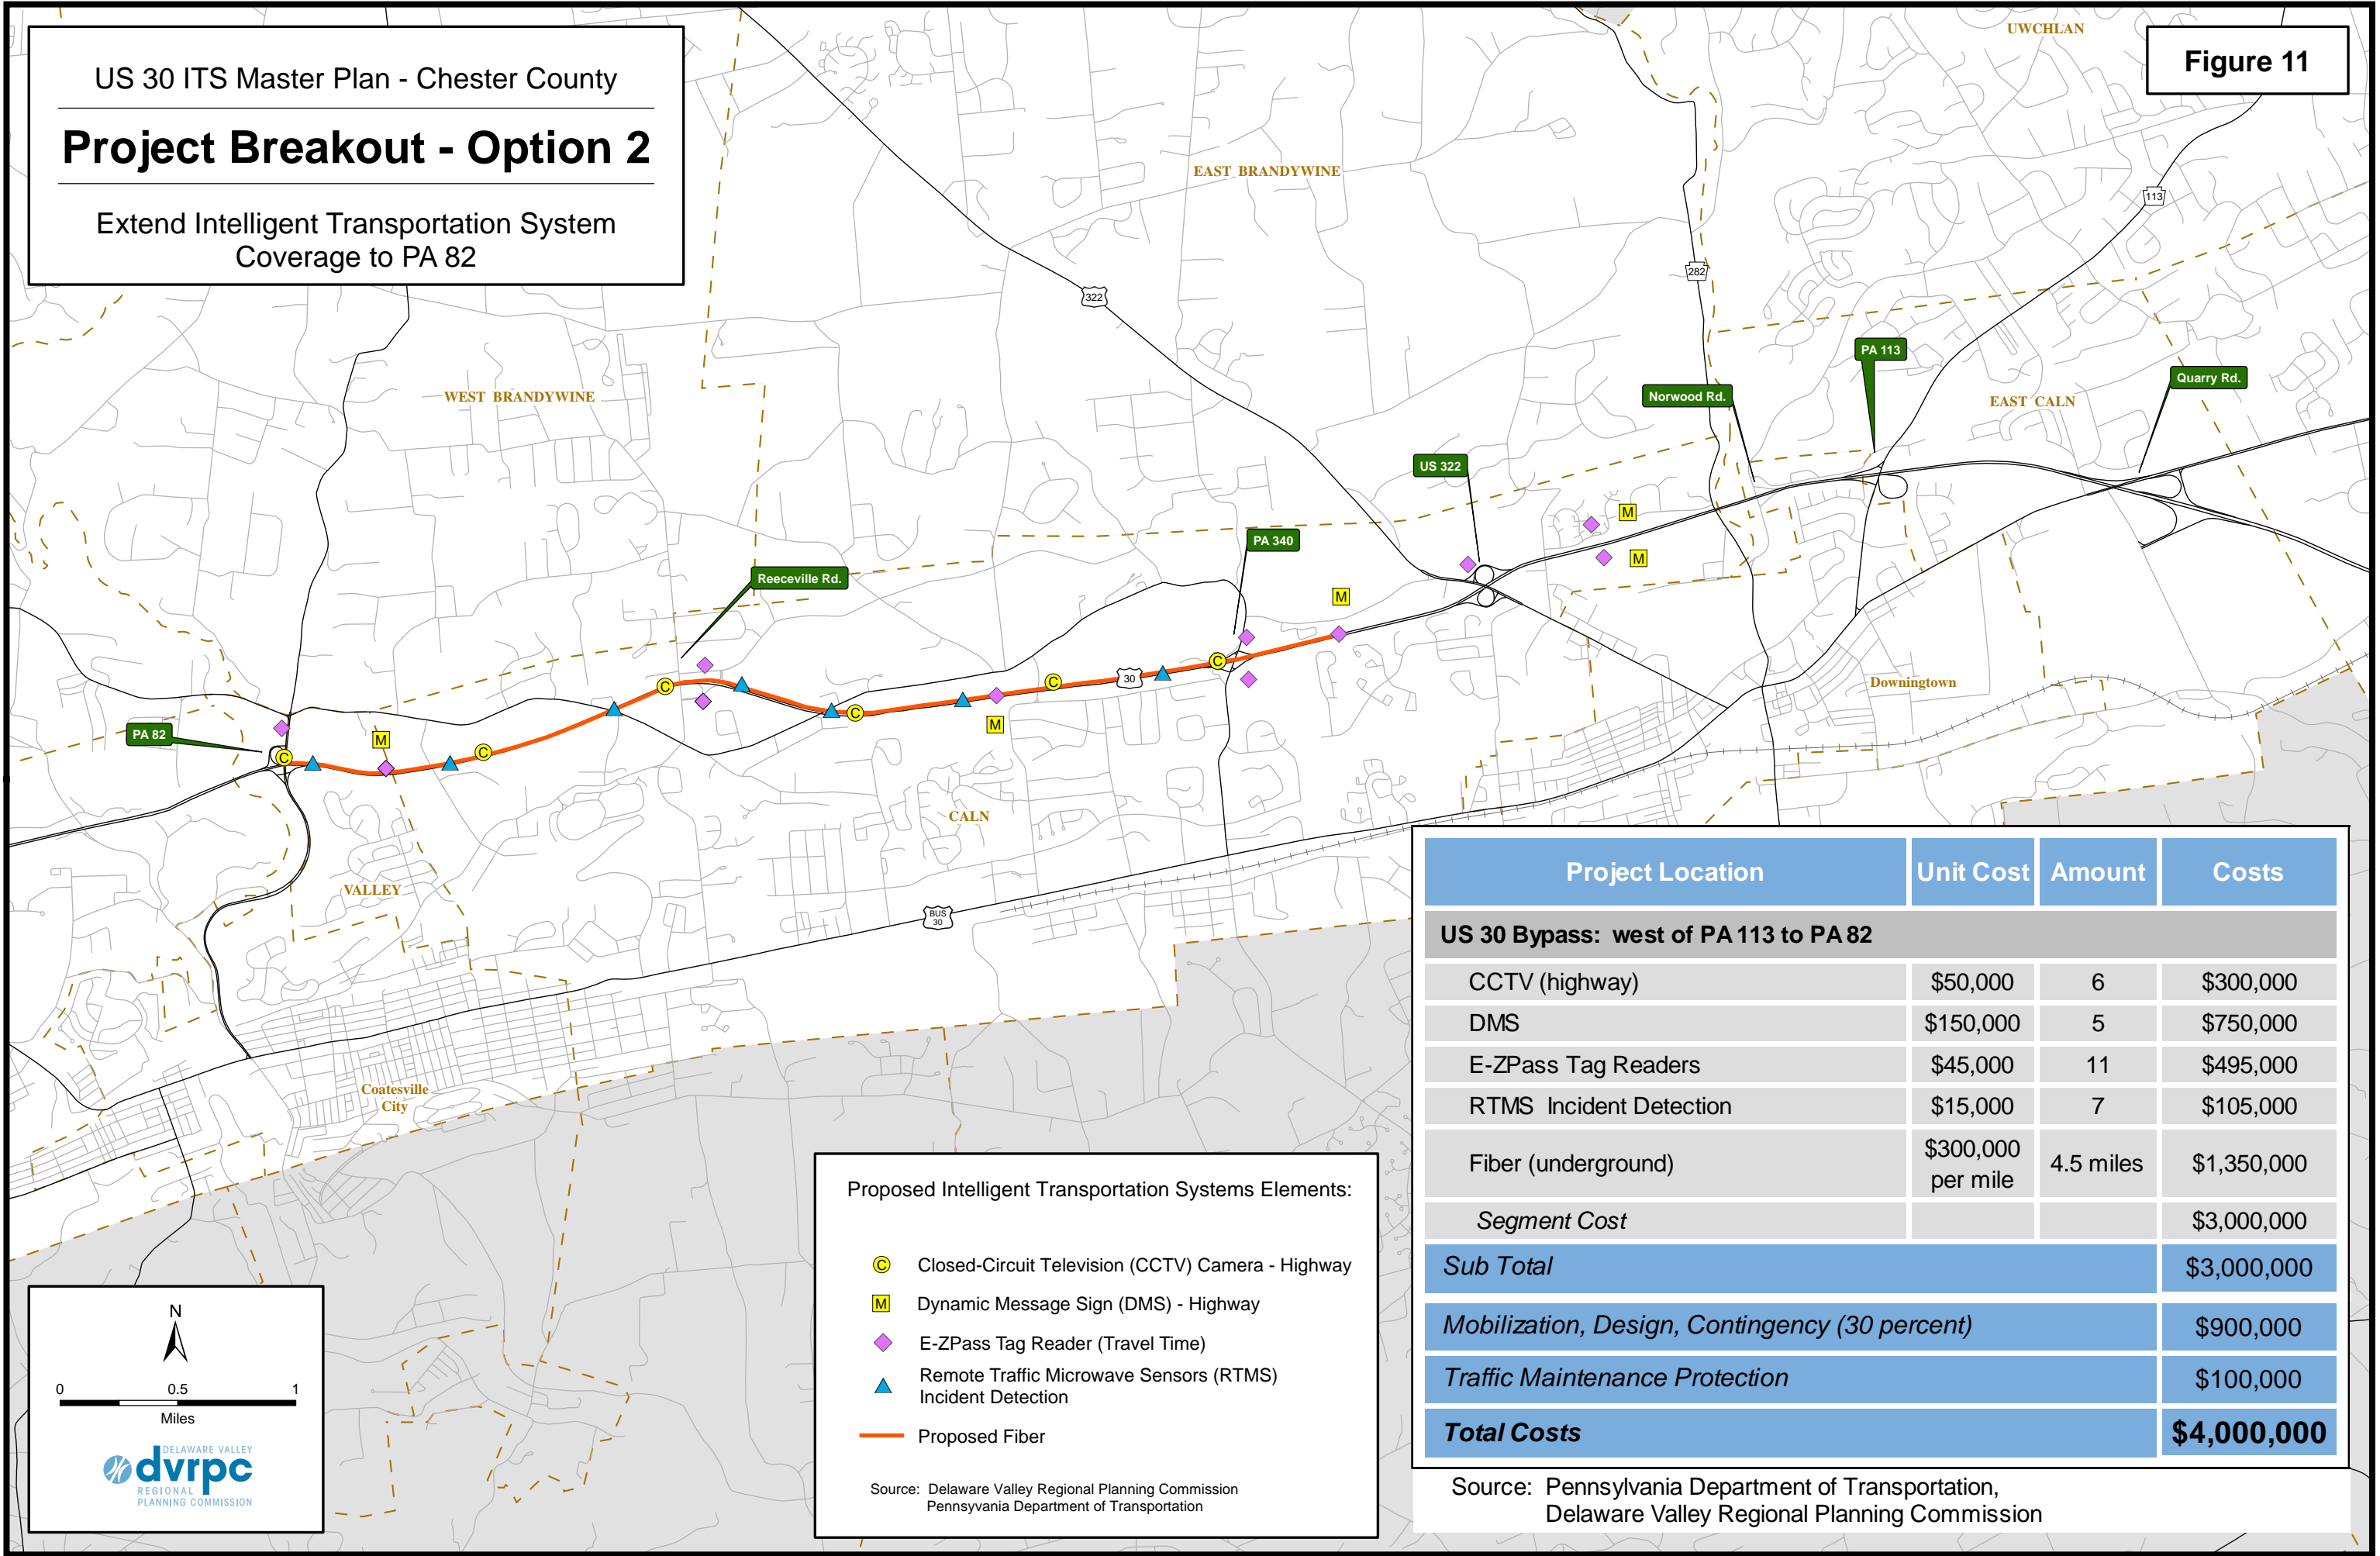 US 30 ITS Master Plan - Chester County
Project Breakout - Option 2
Extend Intelligent Transportation System
Coverage to PA 82
Figure 11
UWCHLAN
EAST BRANDYWINE
113
282
322
WEST BRANDYWINE
PA 113
Quarry Rd.
Norwood Rd.
EAST CALN
US 322
M
PA 340
M
Reeceville Rd.
M
C
C
C
30
Downingtown
C
M
PA 82
M
C
C
CALN
VALLEY
BUS
30
Coatesville
City
Project Location Unit Cost Amount Costs
US 30 Bypass: west of PA 113 to PA 82
CCTV (highway) $50,000 6 $300,000
DMS $150,000 5 $750,000
E-ZPass Tag Readers $45,000 11 $495,000
RTMS Incident Detection $15,000 7 $105,000
Fiber (underground) $300,000 per mile 4.5 miles $1,350,000
Segment Cost $3,000,000
Sub Total $3,000,000
Mobilization, Design, Contingency (30 percent) $900,000
Traffic Maintenance Protection $100,000
Total Costs $4,000,000
Source: Pennsylvania Department of Transportation,
Delaware Valley Regional Planning Commission
Proposed Intelligent Transportation Systems Elements:
C Closed-Circuit Television (CCTV) Camera - Highway
M Dynamic Message Sign (DMS) - Highway
E-ZPass Tag Reader (Travel Time)
Remote Traffic Microwave Sensors (RTMS)
Incident Detection
Proposed Fiber
Source: Delaware Valley Regional Planning Commission
Pennsyvania Department of Transportation
N
0 0.5 1
Miles
DELAWARE VALLEY
dvrpc
REGIONAL
PLANNING COMMISSION